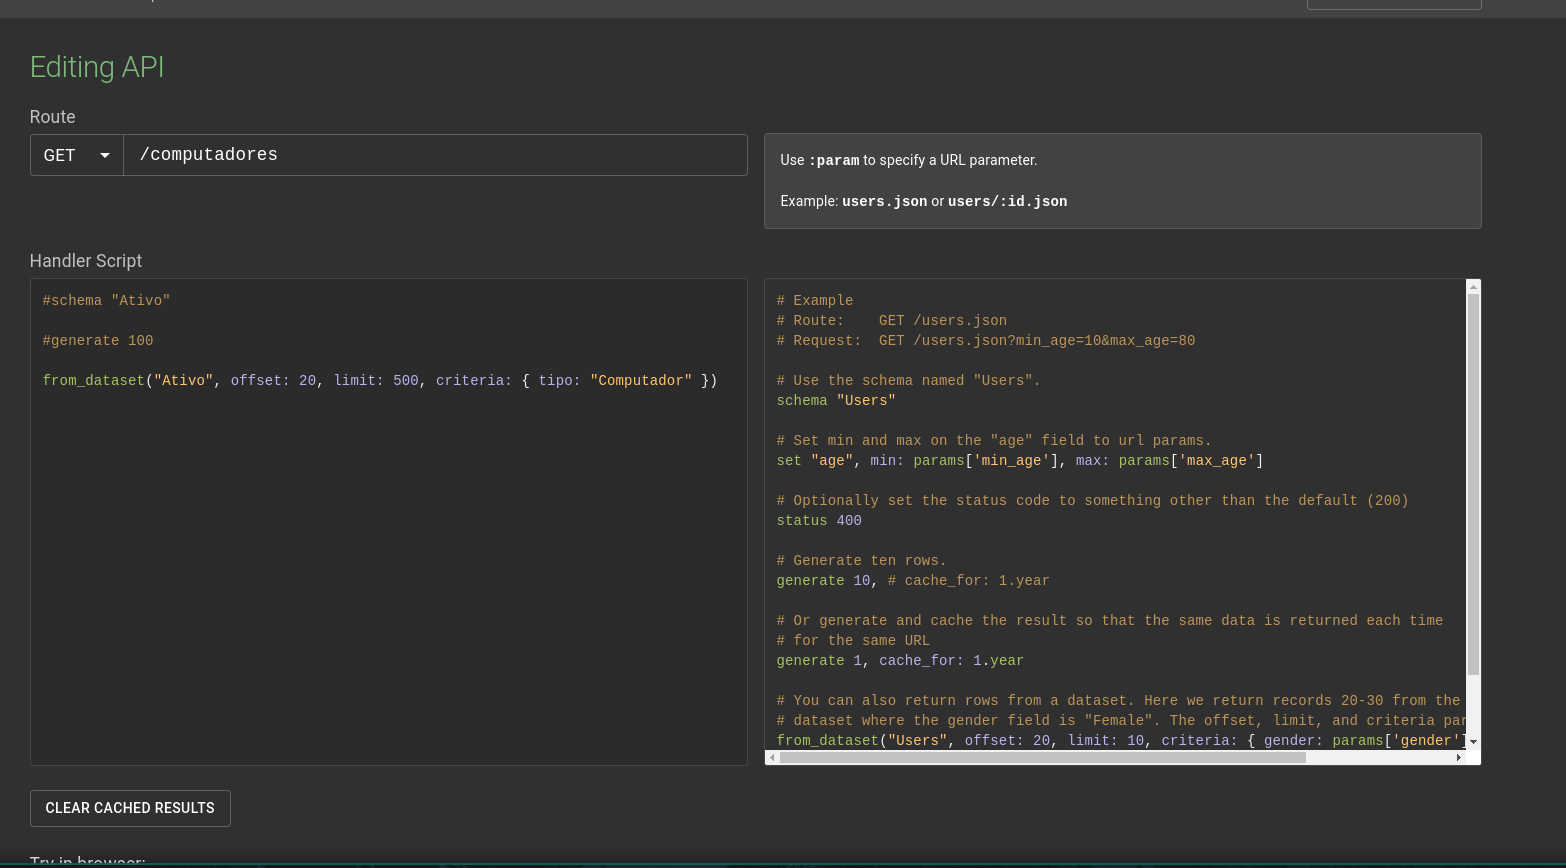 Editing API
Route
GET
/computadores
Use :param to specify a URL parameter.
Example: users.json or users/:id.json
Handler Script
#schema "Ativo"
#generate 100
from_dataset("Ativo", offset: 20, limit: 500, criteria: { tipo: "Computador" })
# Example
# Route:    GET /users.json
# Request:  GET /users.json?min_age=10&max_age=80
# Use the schema named "Users".
schema "Users"
# Set min and max on the "age" field to url params.
set "age", min: params['min_age'], max: params['max_age']
# Optionally set the status code to something other than the default (200)
status 400
# Generate ten rows.
generate 10, # cache_for: 1.year
# Or generate and cache the result so that the same data is returned each time
# for the same URL
generate 1, cache_for: 1.year
# You can also return rows from a dataset. Here we return records 20-30 from the
# dataset where the gender field is "Female". The offset, limit, and criteria par
from_dataset("Users", offset: 20, limit: 10, criteria: { gender: params['gender']
CLEAR CACHED RESULTS
Try in browser: